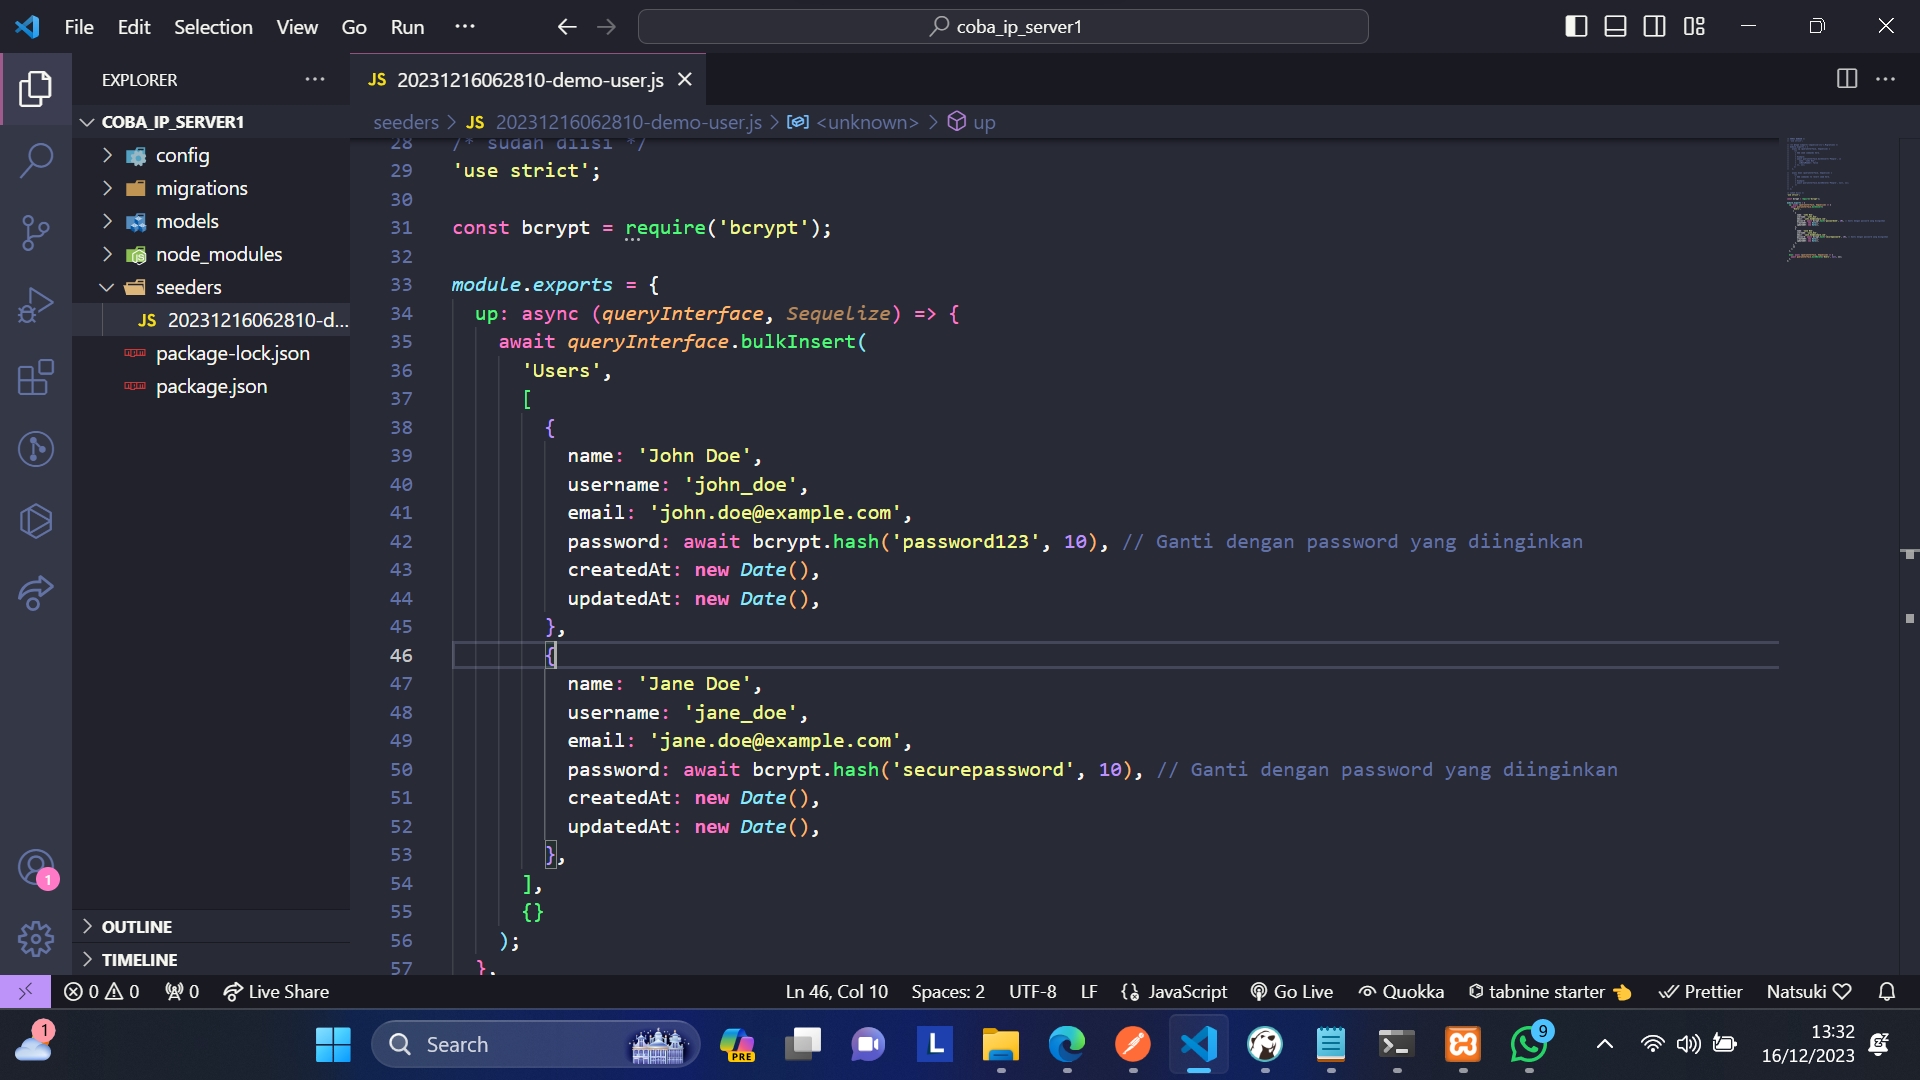 File Edit Selection View Go Run ···
coba_ip_server1
EXPLORER
JS 20231216062810-demo-user.js
COBA_IP_SERVER1
config
migrations
models
node_modules
seeders
JS 20231216062810-d...
package-lock.json
package.json
OUTLINE
TIMELINE
1
seeders > JS 20231216062810-demo-user.js > <unknown> > up
28 /* sudah diisi */
29 'use strict';
30
31 const bcrypt = require('bcrypt');
32
33 module.exports = {
34 up: async (queryInterface, Sequelize) => {
35 await queryInterface.bulkInsert(
36 'Users',
37 [
38 {
39 name: 'John Doe',
40 username: 'john_doe',
41 email: 'john.doe@example.com',
42 password: await bcrypt.hash('password123', 10), // Ganti dengan password yang diinginkan
43 createdAt: new Date(),
44 updatedAt: new Date(),
45 },
46 {
47 name: 'Jane Doe',
48 username: 'jane_doe',
49 email: 'jane.doe@example.com',
50 password: await bcrypt.hash('securepassword', 10), // Ganti dengan password yang diinginkan
51 createdAt: new Date(),
52 updatedAt: new Date(),
53 },
54 ],
55 {}
56 );
57 },
0 0 0 Live Share Ln 46, Col 10 Spaces: 2 UTF-8 LF JavaScript Go Live Quokka tabnine starter Prettier Natsuki
1 Search PRE L 9 13:32
16/12/2023